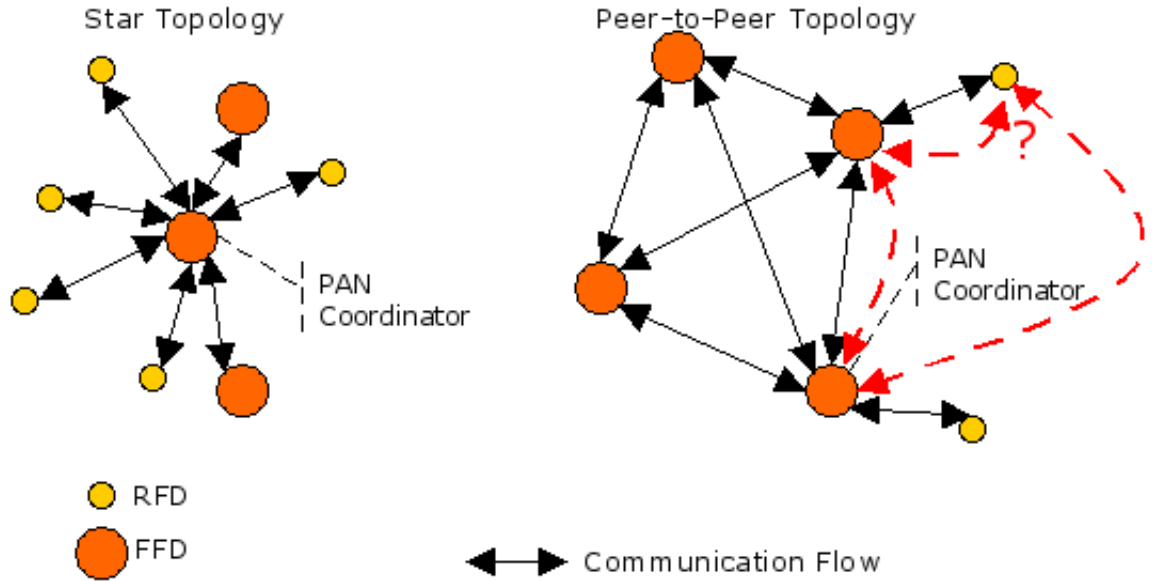 Star Topology
Peer-to-Peer Topology
?
PAN
Coordinator
PAN
Coordinator
RFD
FFD
Communication Flow